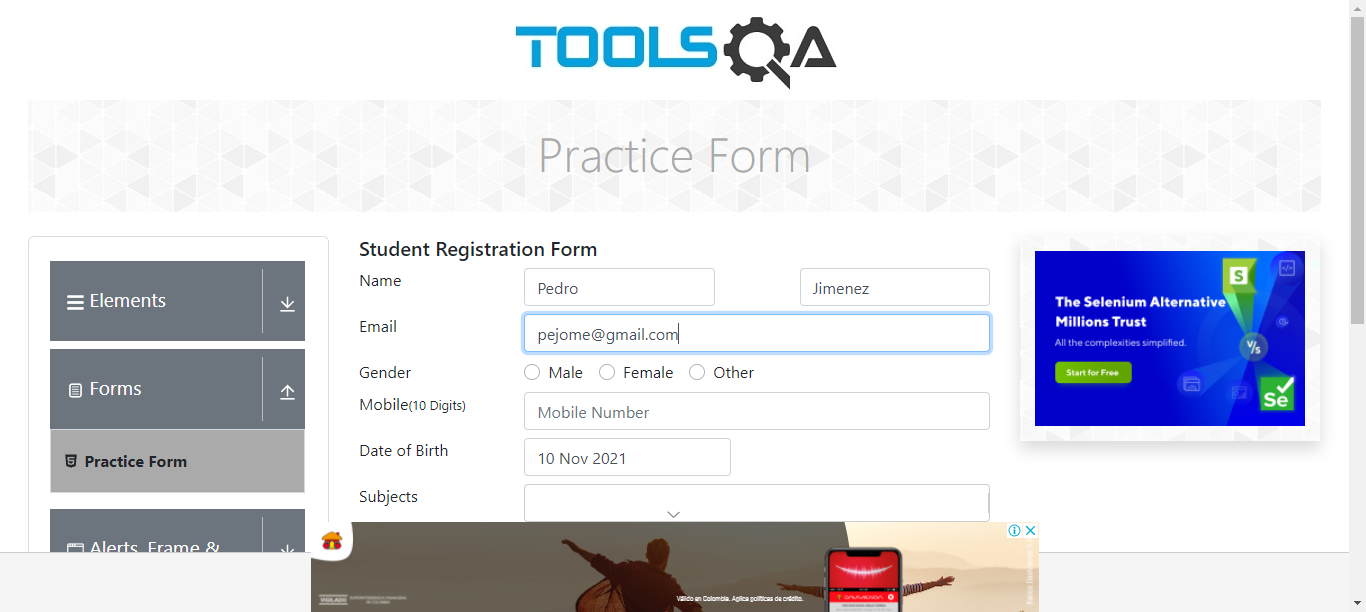 TOOLSQA
Practice Form
Elements
Forms
Practice Form
Alerts, Frame &
Student Registration Form
Name
Pedro
Jimenez
Email
pejome@gmail.com
Gender
Male
Female
Other
Mobile(10 Digits)
Mobile Number
Date of Birth
10 Nov 2021
Subjects
The Selenium Alternative
Millions Trust
All the complexities simplified.
Start for Free
S
V/s
Se
VIGILADO
Válido en Colombia. Aplica políticas de crédito.